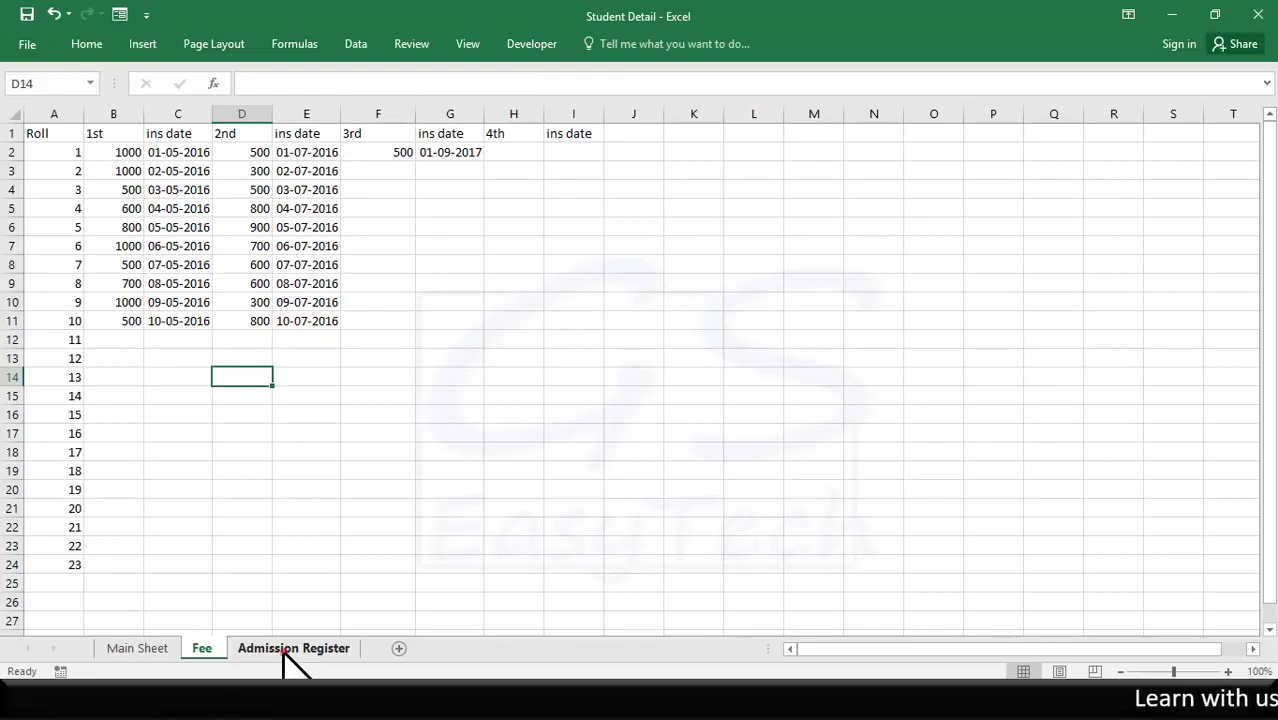 Student Detail - Excel
File Home Insert Page Layout Formulas Data Review View Developer Tell me what you want to do... Sign in Share
D14 fx
A B C D E F G H I J K L M N O P Q R S T
1 Roll 1st ins date 2nd ins date 3rd ins date 4th ins date
2 1 1000 01-05-2016 500 01-07-2016 500 01-09-2017
3 2 1000 02-05-2016 300 02-07-2016
4 3 500 03-05-2016 500 03-07-2016
5 4 600 04-05-2016 800 04-07-2016
6 5 800 05-05-2016 900 05-07-2016
7 6 1000 06-05-2016 700 06-07-2016
8 7 500 07-05-2016 600 07-07-2016
9 8 700 08-05-2016 600 08-07-2016
10 9 1000 09-05-2016 300 09-07-2016
11 10 500 10-05-2016 800 10-07-2016
12 11
13 12
14 13
15 14
16 15
17 16
18 17
19 18
20 19
21 20
22 21
23 22
24 23
25
26
27
GS
EasyTech
Main Sheet Fee Admission Register
Ready 100%
Learn with us